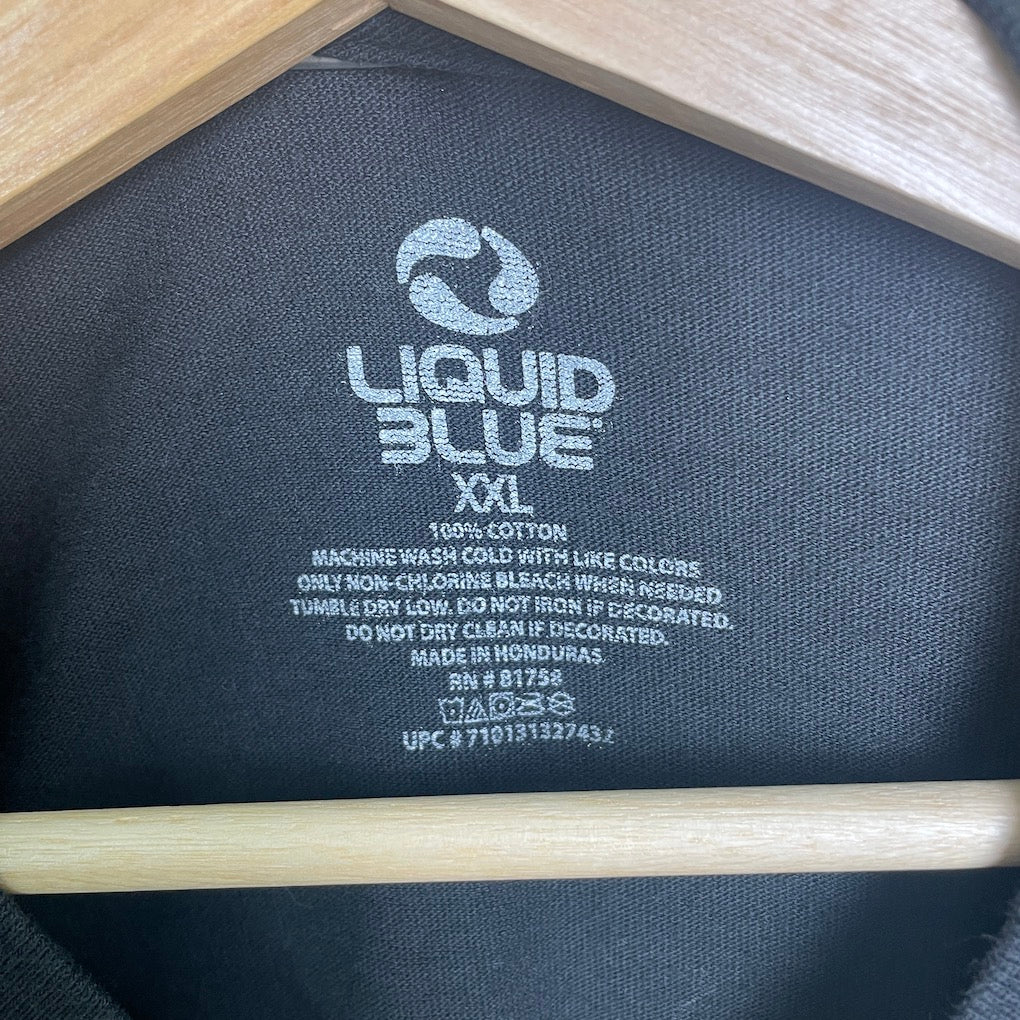 LIQUID
BLUE
XXL
100% COTTON
MACHINE WASH COLD WITH LIKE COLORS
ONLY NON-CHLORINE BLEACH WHEN NEEDED
TUMBLE DRY LOW. DO NOT IRON IF DECORATED.
DO NOT DRY CLEAN IF DECORATED.
MADE IN HONDURAS.
RN # 81758
UPC #